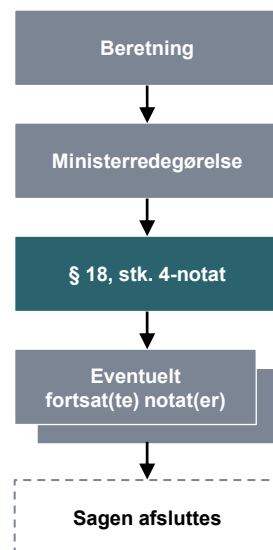 Beretning
Ministerredegørelse
§ 18, stk. 4-notat
Eventuelt
fortsat(te) notat(er)
Sagen afsluttes